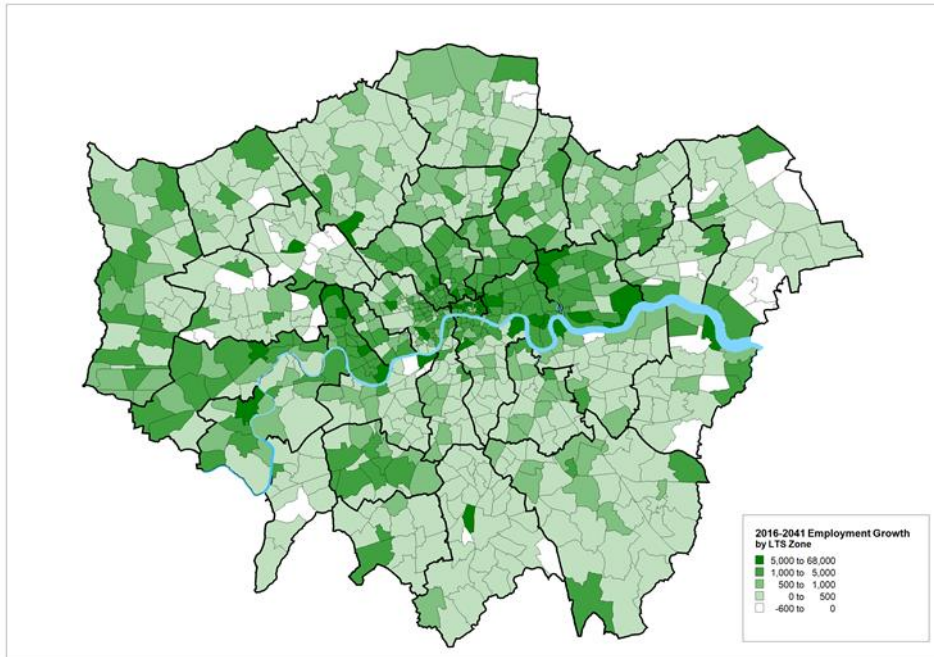 2016-2041 Employment Growth
by LTS Zone
5,000 to 68,000
1,000 to 5,000
500 to 1,000
0 to 500
-600 to 0